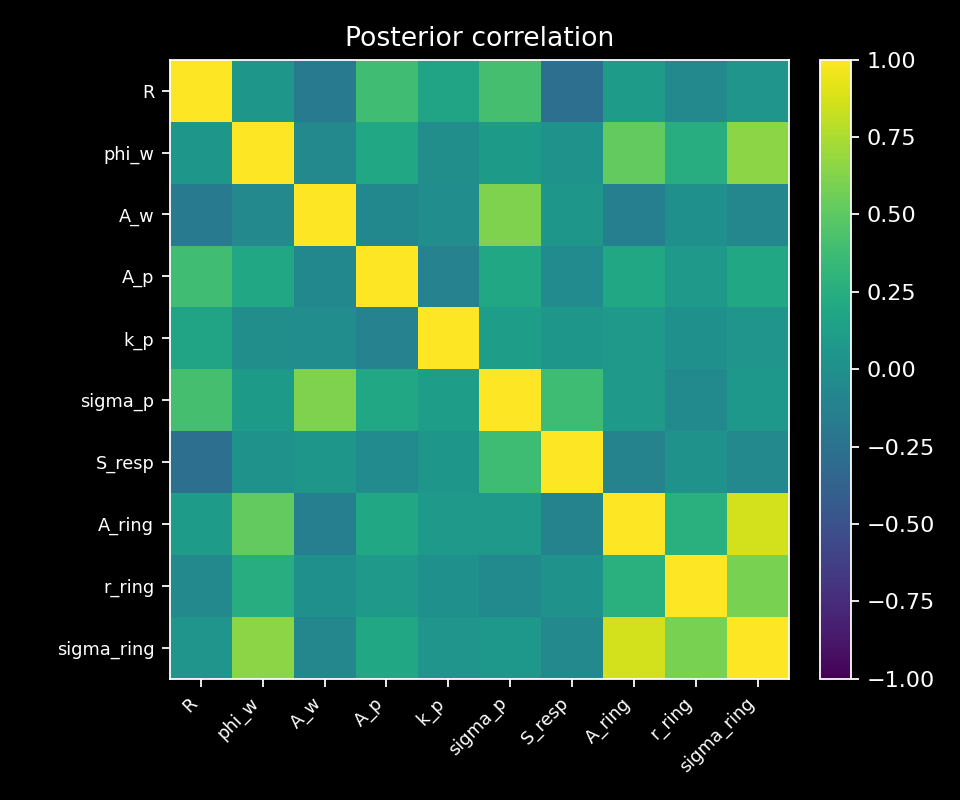 Posterior correlation
R
phi_w
A_w
A_p
k_p
sigma_p
S_resp
A_ring
r_ring
sigma_ring
R
phi_w
A_w
A_p
k_p
sigma_p
S_resp
A_ring
r_ring
sigma_ring
1.00
0.75
0.50
0.25
0.00
−0.25
−0.50
−0.75
−1.00